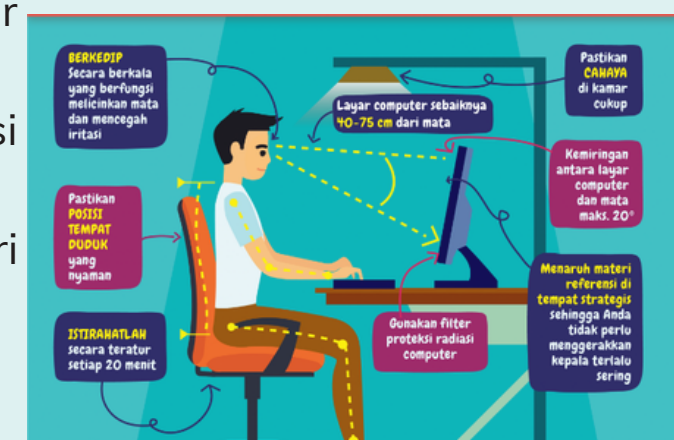 r
si
ri
BERKEDIP
Secara berkala
yang berfungsi
melicinkan mata
dan mencegah
iritasi
Layar computer sebaiknya
40-75 cm dari mata
Pastikan
CAHAYA
di kamar
cukup
Kemiringan
antara layar
computer
dan mata
maks. 20°
Pastikan
POSISI
TEMPAT
DUDUK
yang
nyaman
Menaruh materi
referensi di
tempat strategis
sehingga Anda
tidak perlu
menggerakkan
kepala terlalu
sering
Gunakan filter
proteksi radiasi
computer
ISTIRAHATLAH
secara teratur
setiap 20 menit